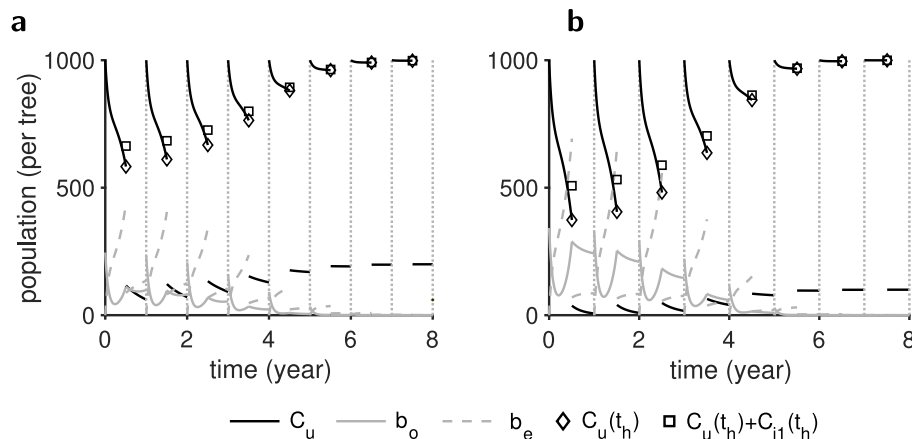 a
b
1000
500
0
population (per tree)
0 2 4 6 8
time (year)
1000
500
0
0 2 4 6 8
time (year)
C_u b_o b_e C_u(t_h) C_u(t_h)+C_i1(t_h)